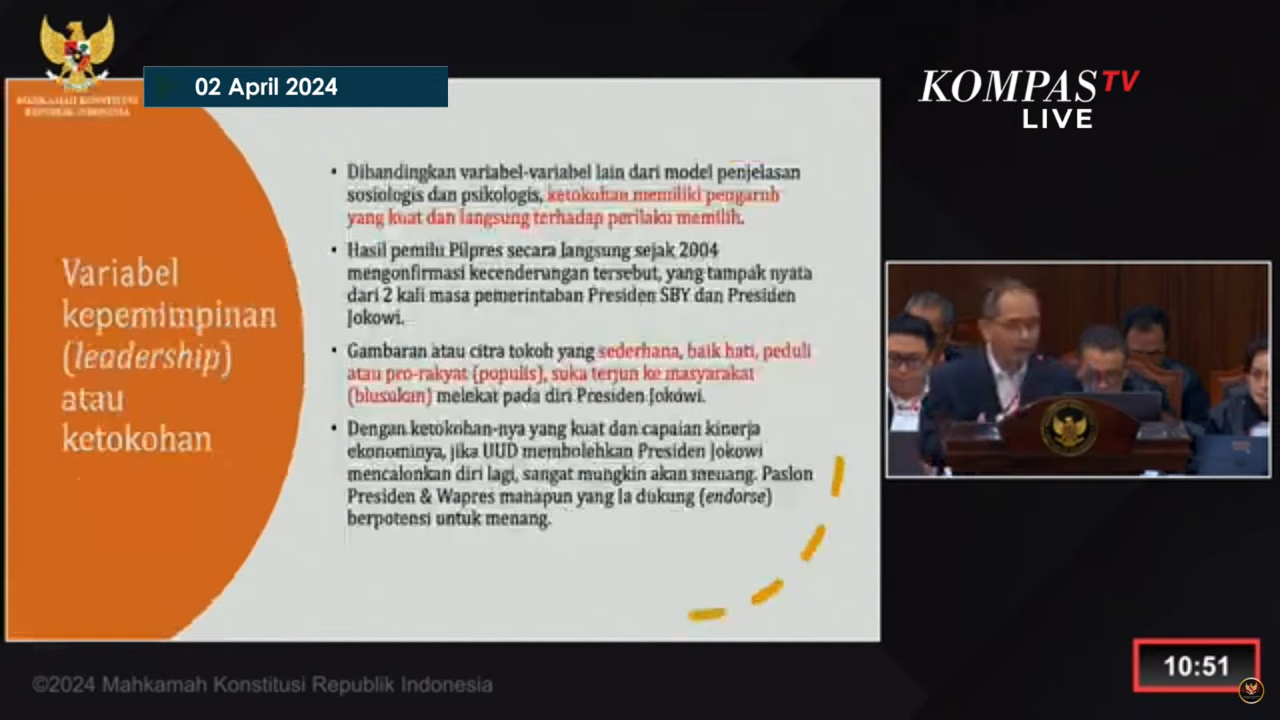 02 April 2024
KOMPAS TV
LIVE
MAHKAMAH KONSTITUSI
REPUBLIK INDONESIA
Variabel
kepemimpinan
(leadership)
atau
ketokohan
• Dibandingkan variabel-variabel lain dari model penjelasan
sosiologis dan psikologis, ketokohan memiliki pengaruh
yang kuat dan langsung terhadap perilaku memilih.
• Hasil pemilu Pilpres secara langsung sejak 2004
mengonfirmasi kecenderungan tersebut, yang tampak nyata
dari 2 kali masa pemerintahan Presiden SBY dan Presiden
Jokowi.
• Gambaran atau citra tokoh yang sederhana, baik hati, peduli
atau pro-rakyat (populis), suka terjun ke masyarakat
(blusukan) melekat pada diri Presiden Jokowi.
• Dengan ketokohan-nya yang kuat dan capaian kinerja
ekonominya, jika UUD membolehkan Presiden Jokowi
mencalonkan diri lagi, sangat mungkin akan menang. Paslon
Presiden & Wapres manapun yang Ia dukung (endorse)
berpotensi untuk menang.
©2024 Mahkamah Konstitusi Republik Indonesia
10:51